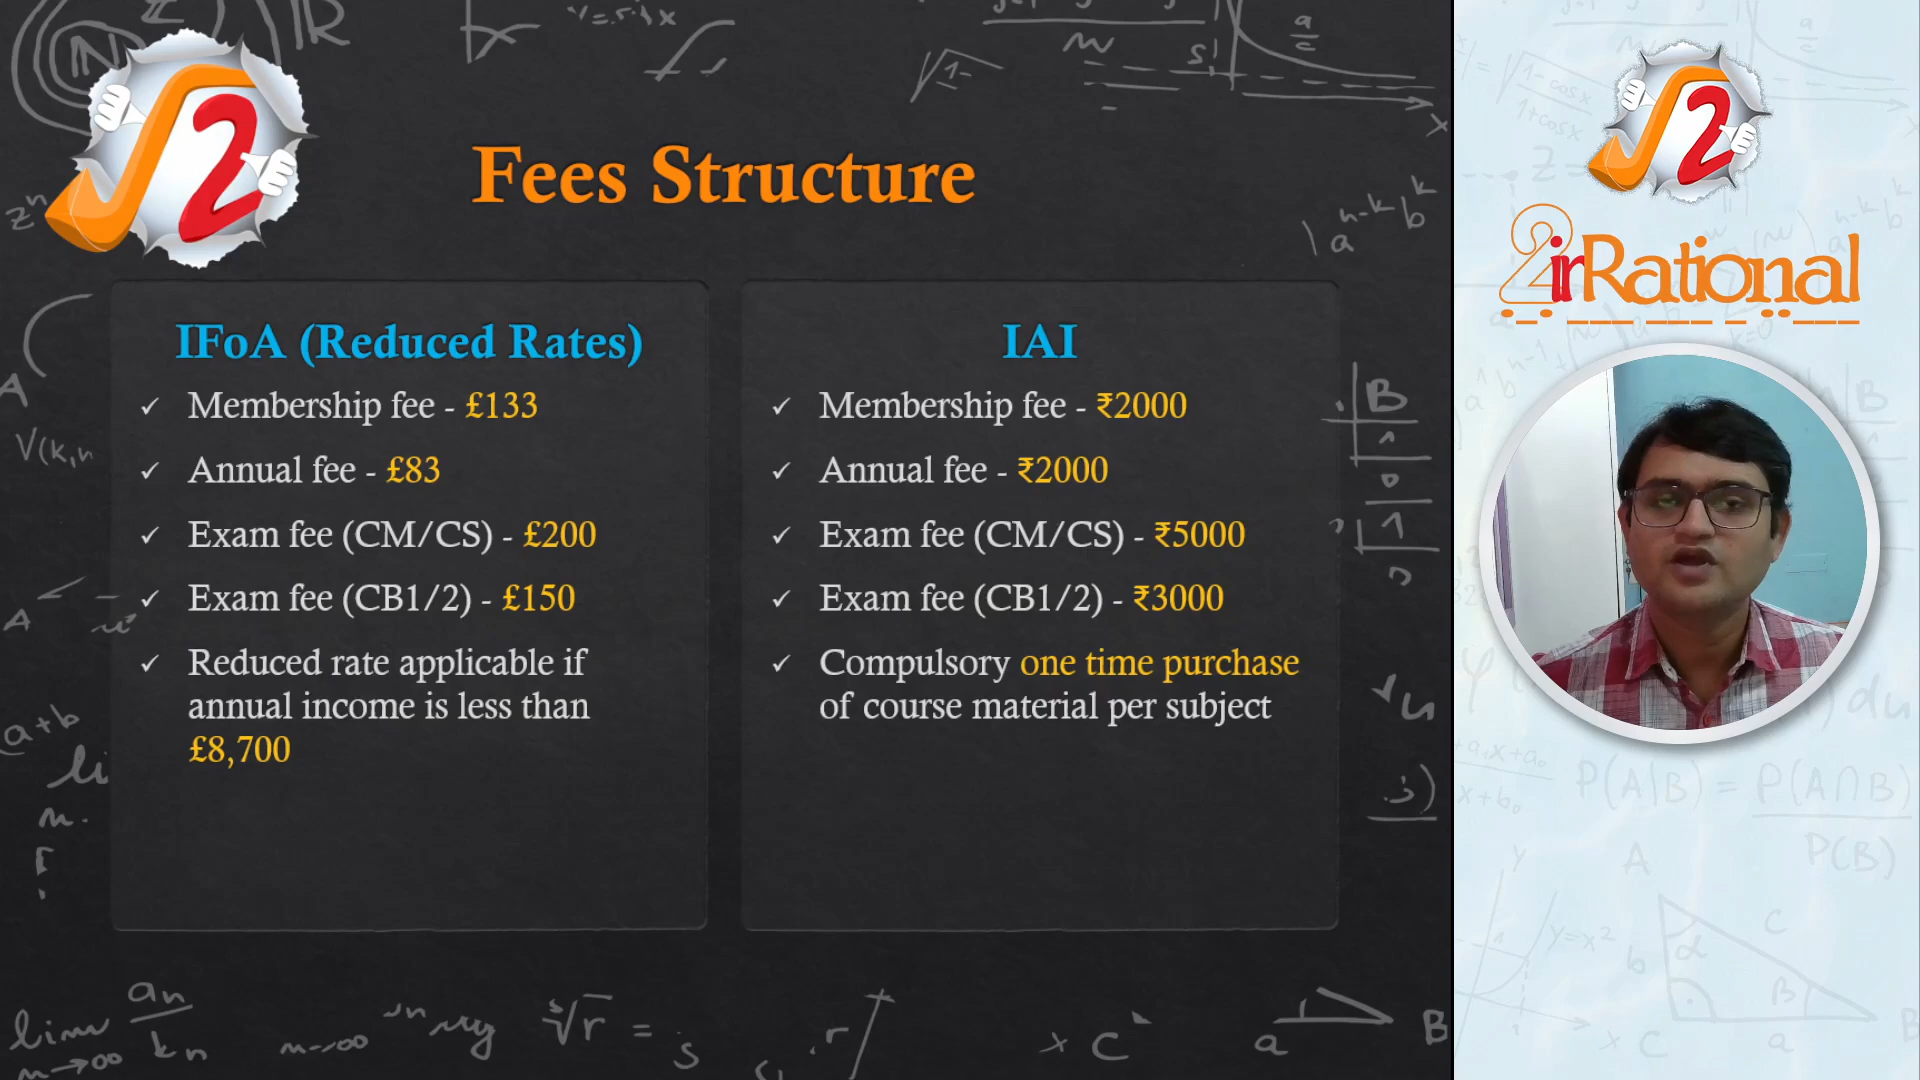 Fees Structure
IFoA (Reduced Rates)
Membership fee - £133
Annual fee - £83
Exam fee (CM/CS) - £200
Exam fee (CB1/2) - £150
Reduced rate applicable if
annual income is less than
£8,700
IAI
Membership fee - ₹2000
Annual fee - ₹2000
Exam fee (CM/CS) - ₹5000
Exam fee (CB1/2) - ₹3000
Compulsory one time purchase
of course material per subject
√2
√2
2irRational
P(A|B) = P(A∩B)
P(B)
y=x²